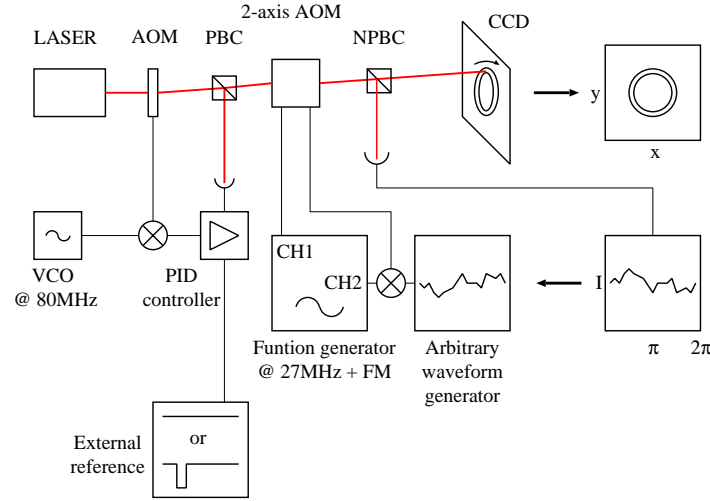 2-axis AOM
CCD
LASER
AOM
PBC
NPBC
y
x
CH1
CH2
I
VCO
@ 80MHz
PID
controller
Funtion generator
@ 27MHz + FM
Arbitrary
waveform
generator
π
2π
External
reference
or